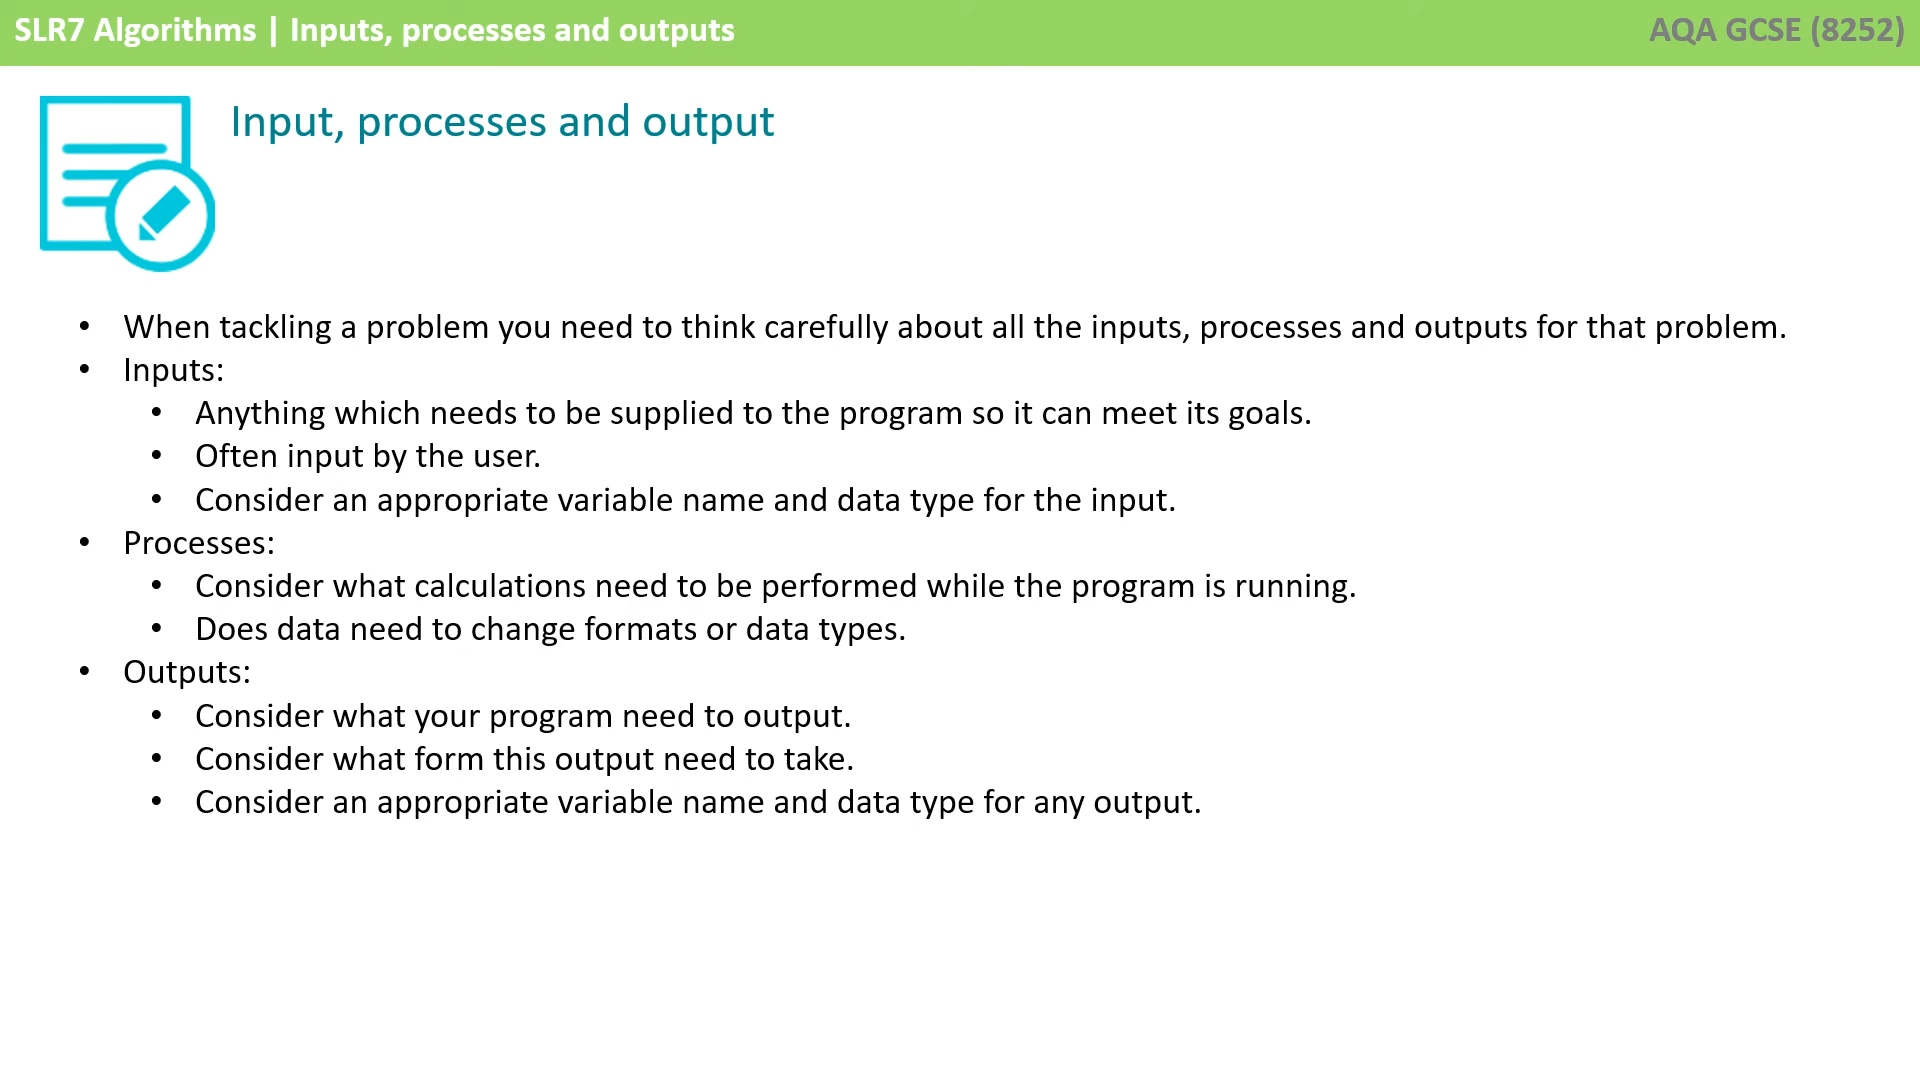 SLR7 Algorithms | Inputs, processes and outputs
AQA GCSE (8252)
Input, processes and output
• When tackling a problem you need to think carefully about all the inputs, processes and outputs for that problem.
• Inputs:
• Anything which needs to be supplied to the program so it can meet its goals.
• Often input by the user.
• Consider an appropriate variable name and data type for the input.
• Processes:
• Consider what calculations need to be performed while the program is running.
• Does data need to change formats or data types.
• Outputs:
• Consider what your program need to output.
• Consider what form this output need to take.
• Consider an appropriate variable name and data type for any output.